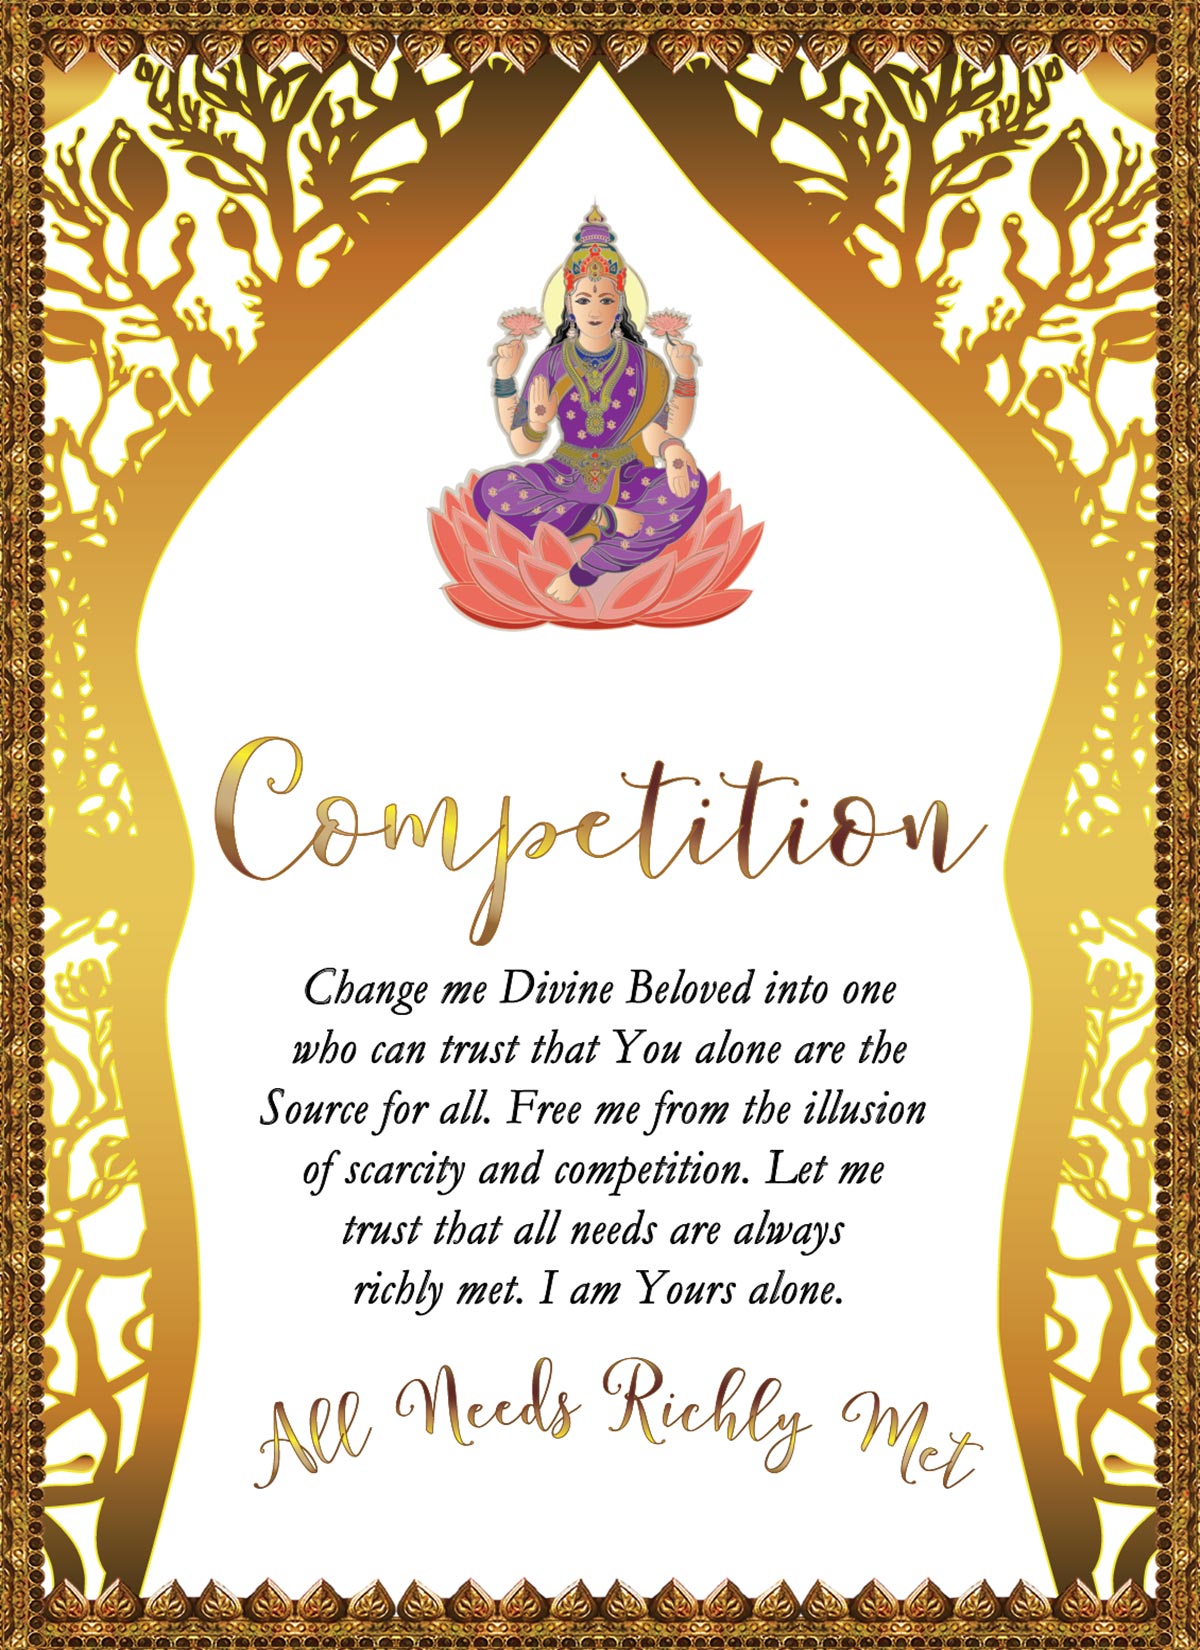 Competition
Change me Divine Beloved into one
who can trust that You alone are the
Source for all. Free me from the illusion
of scarcity and competition. Let me
trust that all needs are always
richly met. I am Yours alone.
All Needs Richly Met